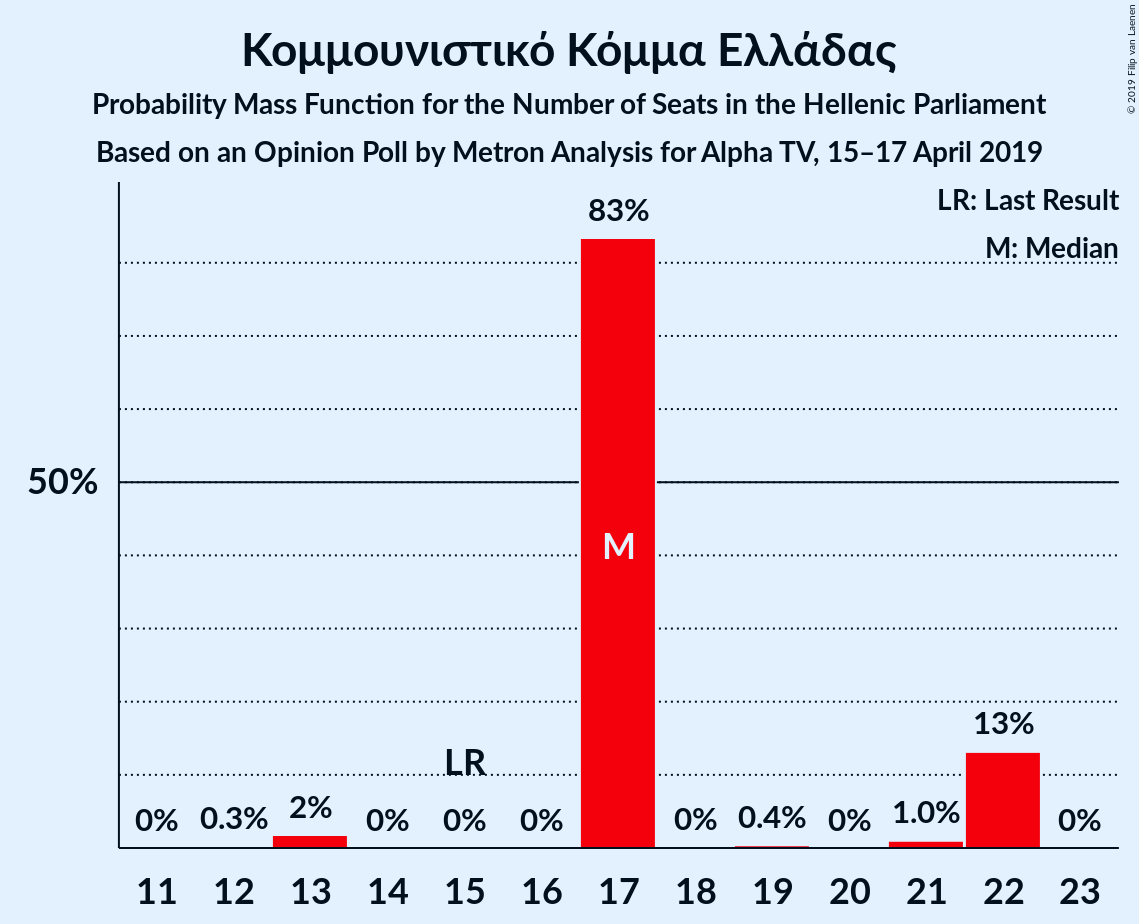 Κομμουνιστικό Κόμμα Ελλάδας
Probability Mass Function for the Number of Seats in the Hellenic Parliament
Based on an Opinion Poll by Metron Analysis for Alpha TV, 15–17 April 2019
© 2019 Filip van Laenen
LR: Last Result
M: Median
83%
50%
M
13%
LR
0% 0.3% 2% 0% 0% 0% 0% 0.4% 0% 1.0% 0%
11 12 13 14 15 16 17 18 19 20 21 22 23